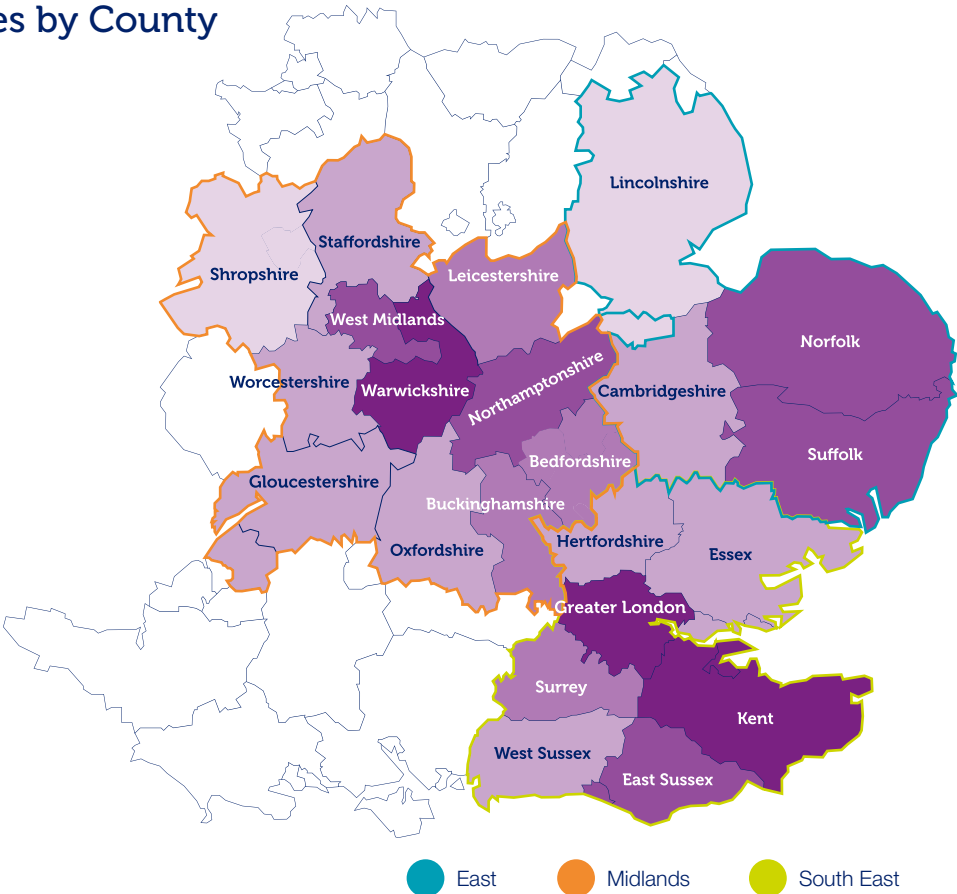 es by County
Lincolnshire
Staffordshire
Shropshire
Leicestershire
West Midlands
Norfolk
Worcestershire
Warwickshire
Northamptonshire
Cambridgeshire
Suffolk
Bedfordshire
Gloucestershire
Buckinghamshire
Oxfordshire
Hertfordshire
Essex
Greater London
Surrey
Kent
West Sussex
East Sussex
East
Midlands
South East